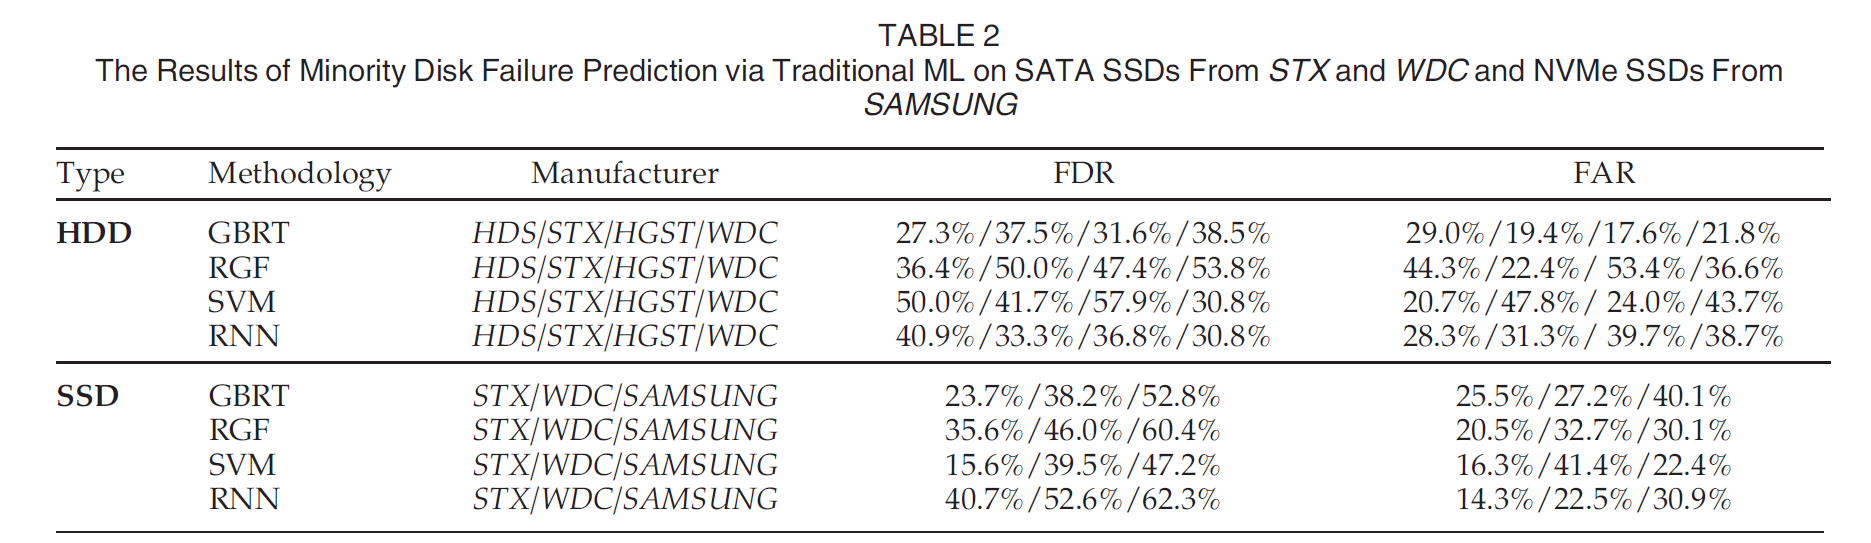 TABLE 2
The Results of Minority Disk Failure Prediction via Traditional ML on SATA SSDs From STX and WDC and NVMe SSDs From
SAMSUNG
Type Methodology Manufacturer FDR FAR
HDD GBRT HDS/STX/HGST/WDC 27.3%/37.5%/31.6%/38.5% 29.0%/19.4%/17.6%/21.8%
RGF HDS/STX/HGST/WDC 36.4%/50.0%/47.4%/53.8% 44.3%/22.4%/ 53.4%/36.6%
SVM HDS/STX/HGST/WDC 50.0%/41.7%/57.9%/30.8% 20.7%/47.8%/ 24.0%/43.7%
RNN HDS/STX/HGST/WDC 40.9%/33.3%/36.8%/30.8% 28.3%/31.3%/ 39.7%/38.7%
SSD GBRT STX/WDC/SAMSUNG 23.7%/38.2%/52.8% 25.5%/27.2%/40.1%
RGF STX/WDC/SAMSUNG 35.6%/46.0%/60.4% 20.5%/32.7%/30.1%
SVM STX/WDC/SAMSUNG 15.6%/39.5%/47.2% 16.3%/41.4%/22.4%
RNN STX/WDC/SAMSUNG 40.7%/52.6%/62.3% 14.3%/22.5%/30.9%